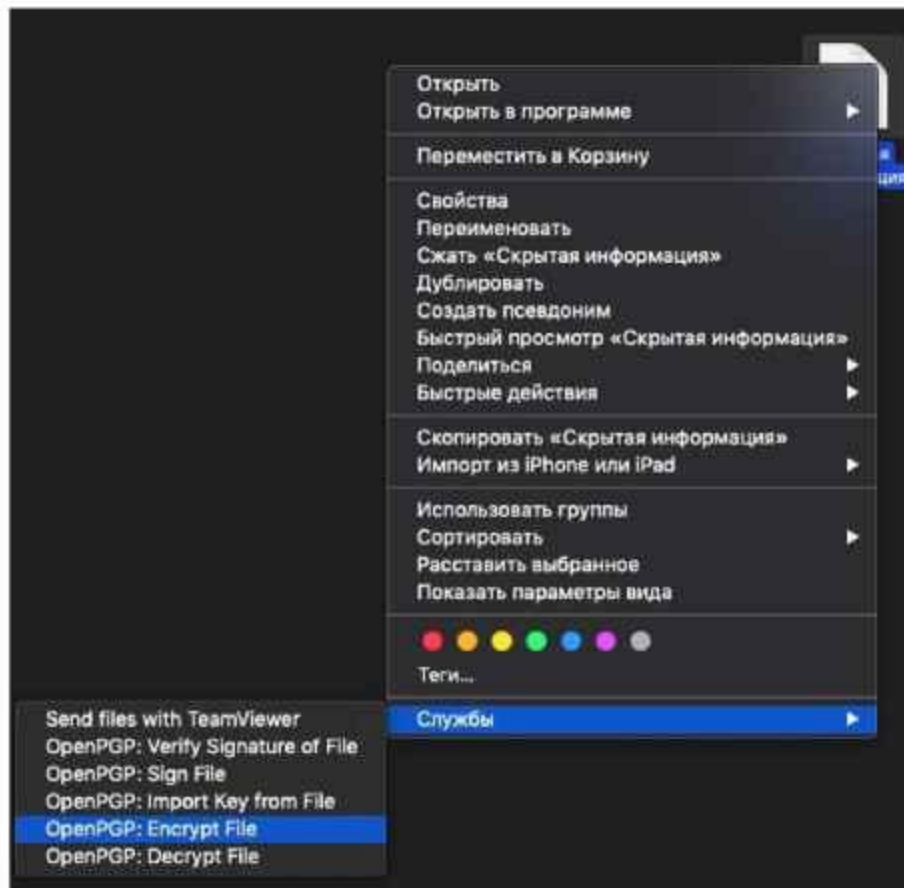 Открыть
Открыть в программе
Переместить в Корзину
Свойства
Переименовать
Сжать «Скрытая информация»
Дублировать
Создать псевдоним
Быстрый просмотр «Скрытая информация»
Поделиться
Быстрые действия
Скопировать «Скрытая информация»
Импорт из iPhone или iPad
Использовать группы
Сортировать
Расставить выбранное
Показать параметры вида
Теги...
Службы
Send files with TeamViewer
OpenPGP: Verify Signature of File
OpenPGP: Sign File
OpenPGP: Import Key from File
OpenPGP: Encrypt File
OpenPGP: Decrypt File